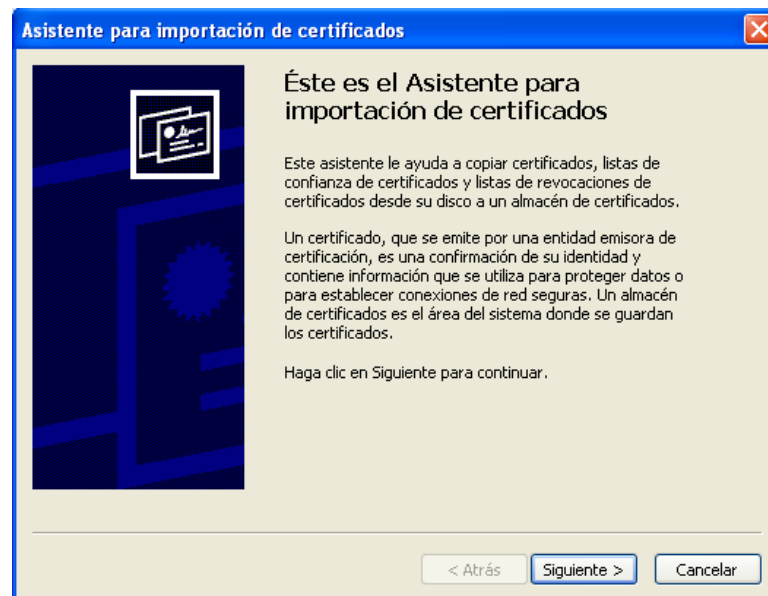 Asistente para importación de certificados
Éste es el Asistente para
importación de certificados
Este asistente le ayuda a copiar certificados, listas de
confianza de certificados y listas de revocaciones de
certificados desde su disco a un almacén de certificados.
Un certificado, que se emite por una entidad emisora de
certificación, es una confirmación de su identidad y
contiene información que se utiliza para proteger datos o
para establecer conexiones de red seguras. Un almacén
de certificados es el área del sistema donde se guardan
los certificados.
Haga clic en Siguiente para continuar.
< Atrás Siguiente > Cancelar